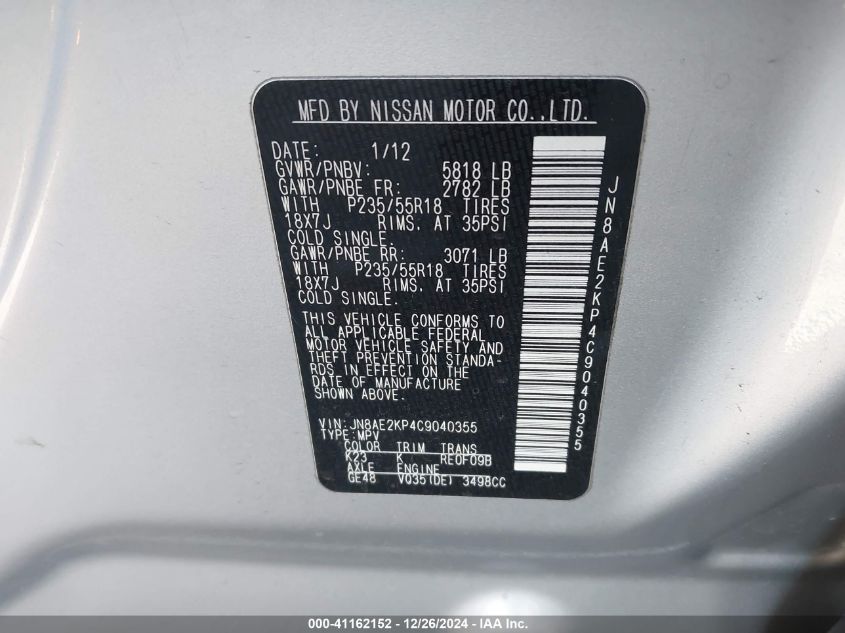 MFD BY NISSAN MOTOR CO.,LTD.
DATE: 1/12
GVWR/PNBV: 5818 LB
GAWR/PNBE FR: 2782 LB
WITH P235/55R18 TIRES
18X7J RIMS. AT 35PSI
COLD SINGLE.
GAWR/PNBE RR: 3071 LB
WITH P235/55R18 TIRES
18X7J RIMS. AT 35PSI
COLD SINGLE.
THIS VEHICLE CONFORMS TO
ALL APPLICABLE FEDERAL
MOTOR VEHICLE SAFETY AND
THEFT PREVENTION STANDA-
RDS IN EFFECT ON THE
DATE OF MANUFACTURE
SHOWN ABOVE.
VIN:JN8AE2KP4C9040355
TYPE:MPV
COLOR TRIM TRANS
K23 K RE0F09B
AXLE ENGINE
GE48 VQ35(DE) 3498CC
JN8AE2KP4C9040355
000-41162152 - 12/26/2024 - IAA Inc.